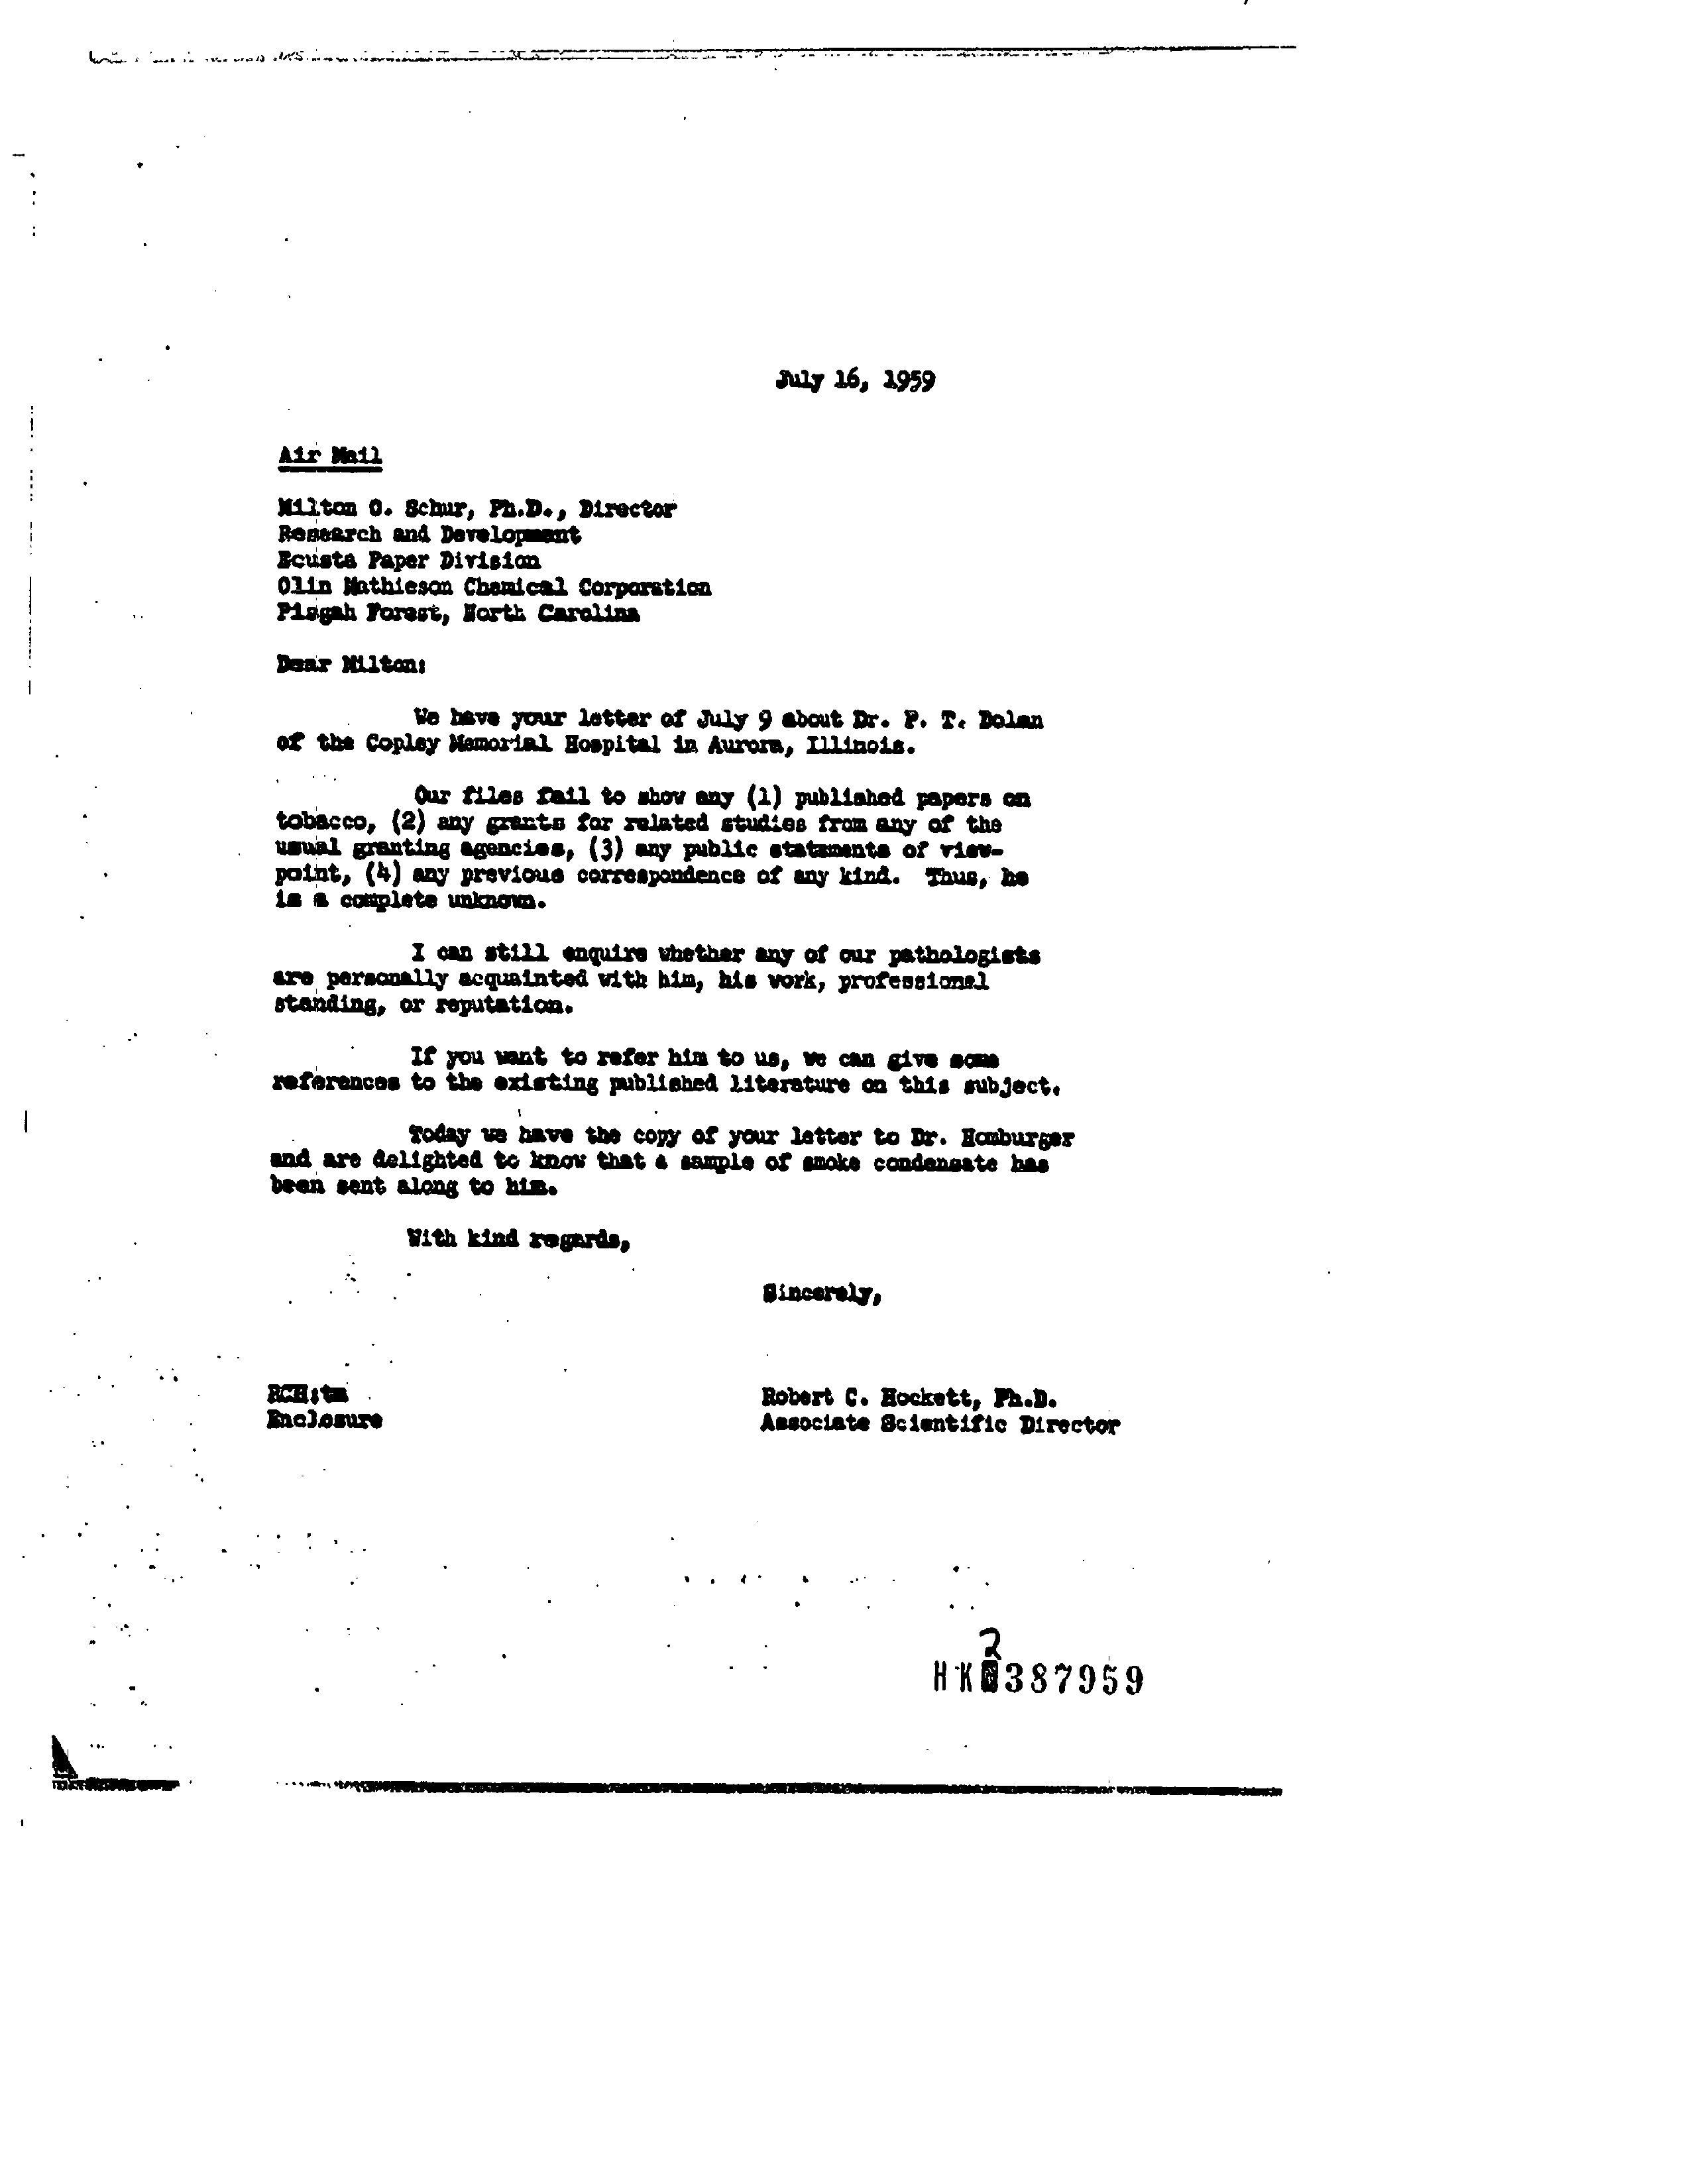 July 16, 1959
Air Mail
Milton O. Schur, Ph.D., Director
Research and Development
Ecusta Paper Division
Olin Mathieson Chemical Corporation
Pisgah Forest, North Carolina
Dear Milton:
We have your letter of July 9 about Dr. P. T. Dolan
of the Copley Memorial Hospital in Aurora, Illinois.
Our files fail to show any (1) published papers on
tobacco, (2) any grants for related studies from any of the
usual granting agencies, (3) any public statements of view-
point, (4) any previous correspondence of any kind. Thus, he
is a complete unknown.
I can still enquire whether any of our pathologists
are personally acquainted with him, his work, professional
standing, or reputation.
If you want to refer him to us, we can give some
references to the existing published literature on this subject.
Today we have the copy of your letter to Dr. Homburger
and are delighted to know that a sample of smoke condensate has
been sent along to him.
With kind regards,
Sincerely,
RCH:tm
Enclosure
Robert C. Hockett, Ph.D.
Associate Scientific Director
2
HK0387959